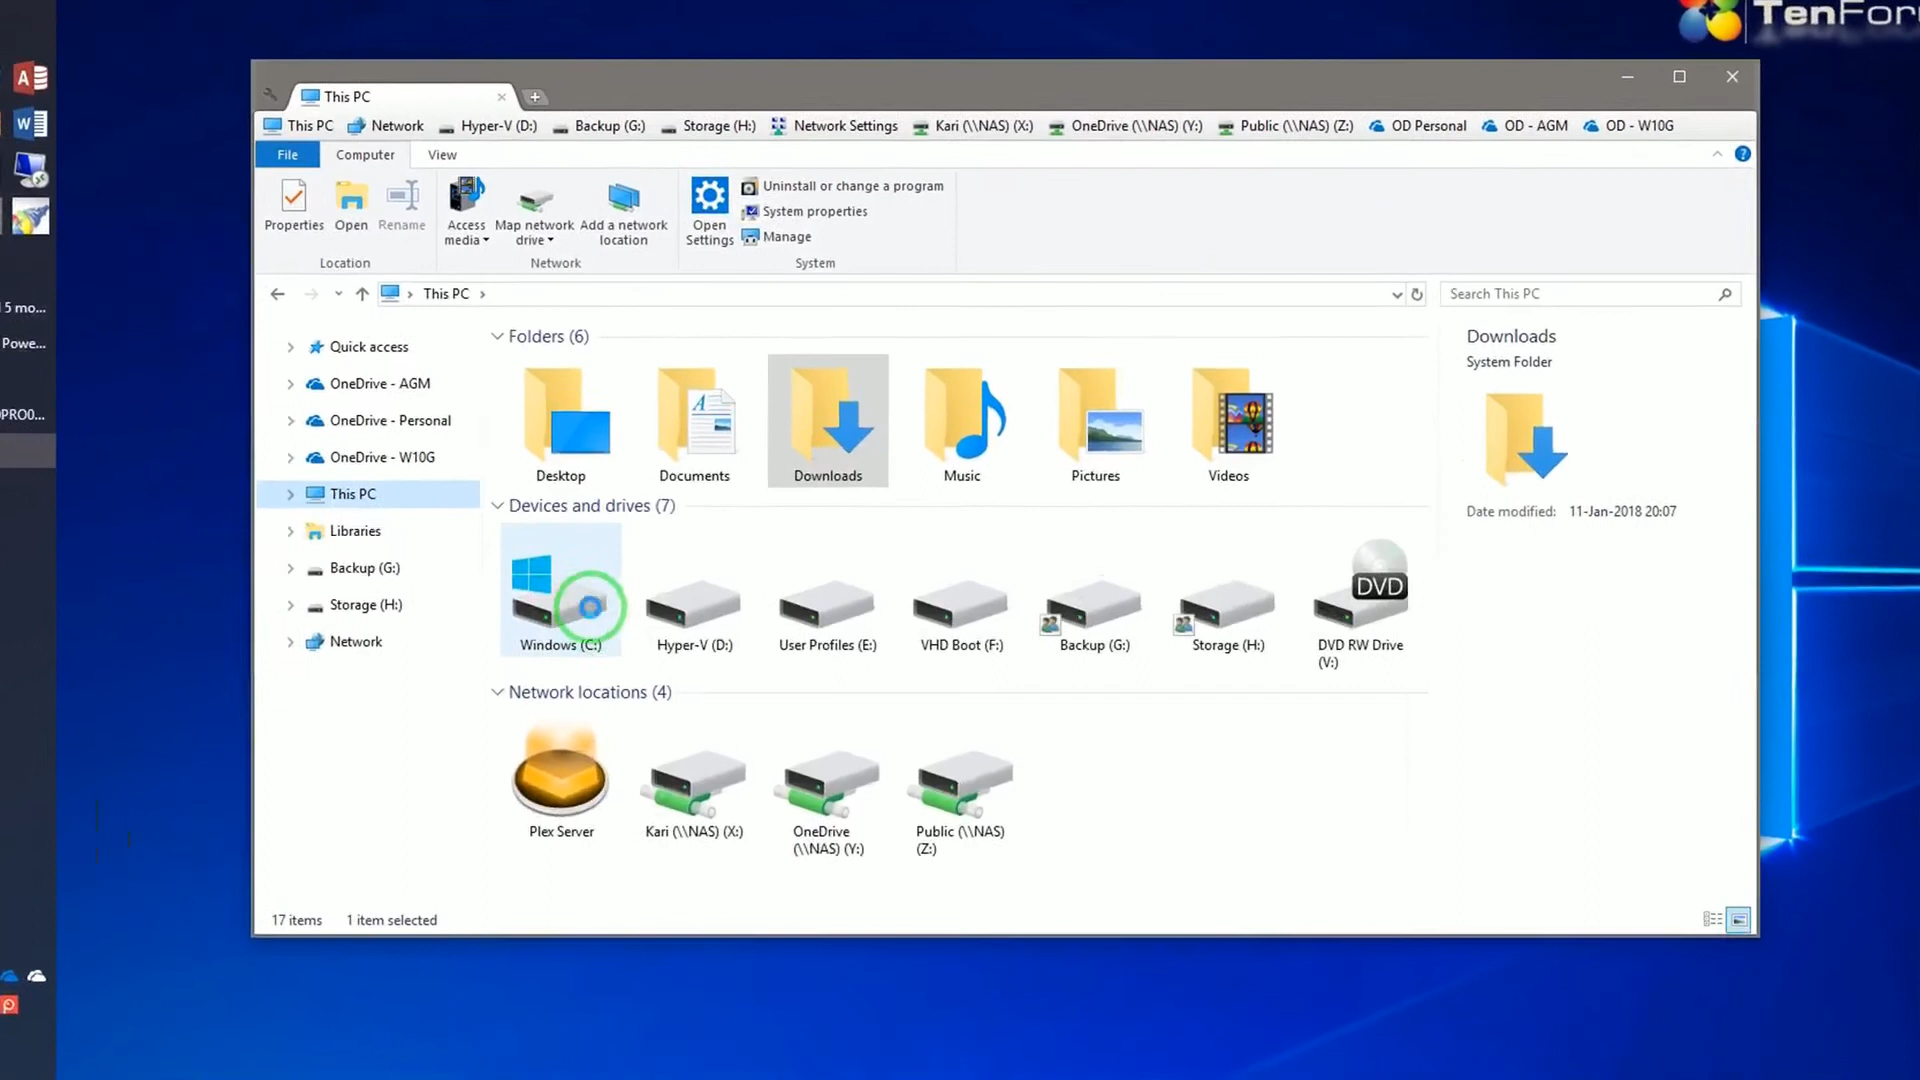 TenForu
This PC
This PC Network Hyper-V (D:) Backup (G:) Storage (H:) Network Settings Kari (\\NAS) (X:) OneDrive (\\NAS) (Y:) Public (\\NAS) (Z:) OD Personal OD - AGM OD - W10G
File Computer View
Properties Open Rename
Access media
Map network drive
Add a network location
Open Settings
Uninstall or change a program
System properties
Manage
Location Network System
This PC
Search This PC
Quick access
OneDrive - AGM
OneDrive - Personal
OneDrive - W10G
This PC
Libraries
Backup (G:)
Storage (H:)
Network
Folders (6)
Desktop Documents Downloads Music Pictures Videos
Devices and drives (7)
DVD
Windows (C:) Hyper-V (D:) User Profiles (E:) VHD Boot (F:) Backup (G:) Storage (H:) DVD RW Drive
(V:)
Network locations (4)
Plex Server Kari (\\NAS) (X:) OneDrive Public (\\NAS)
(\\NAS) (Y:) (Z:)
Downloads
System Folder
Date modified: 11-Jan-2018 20:07
17 items 1 item selected
5 mo...
Powe...
PRO0...